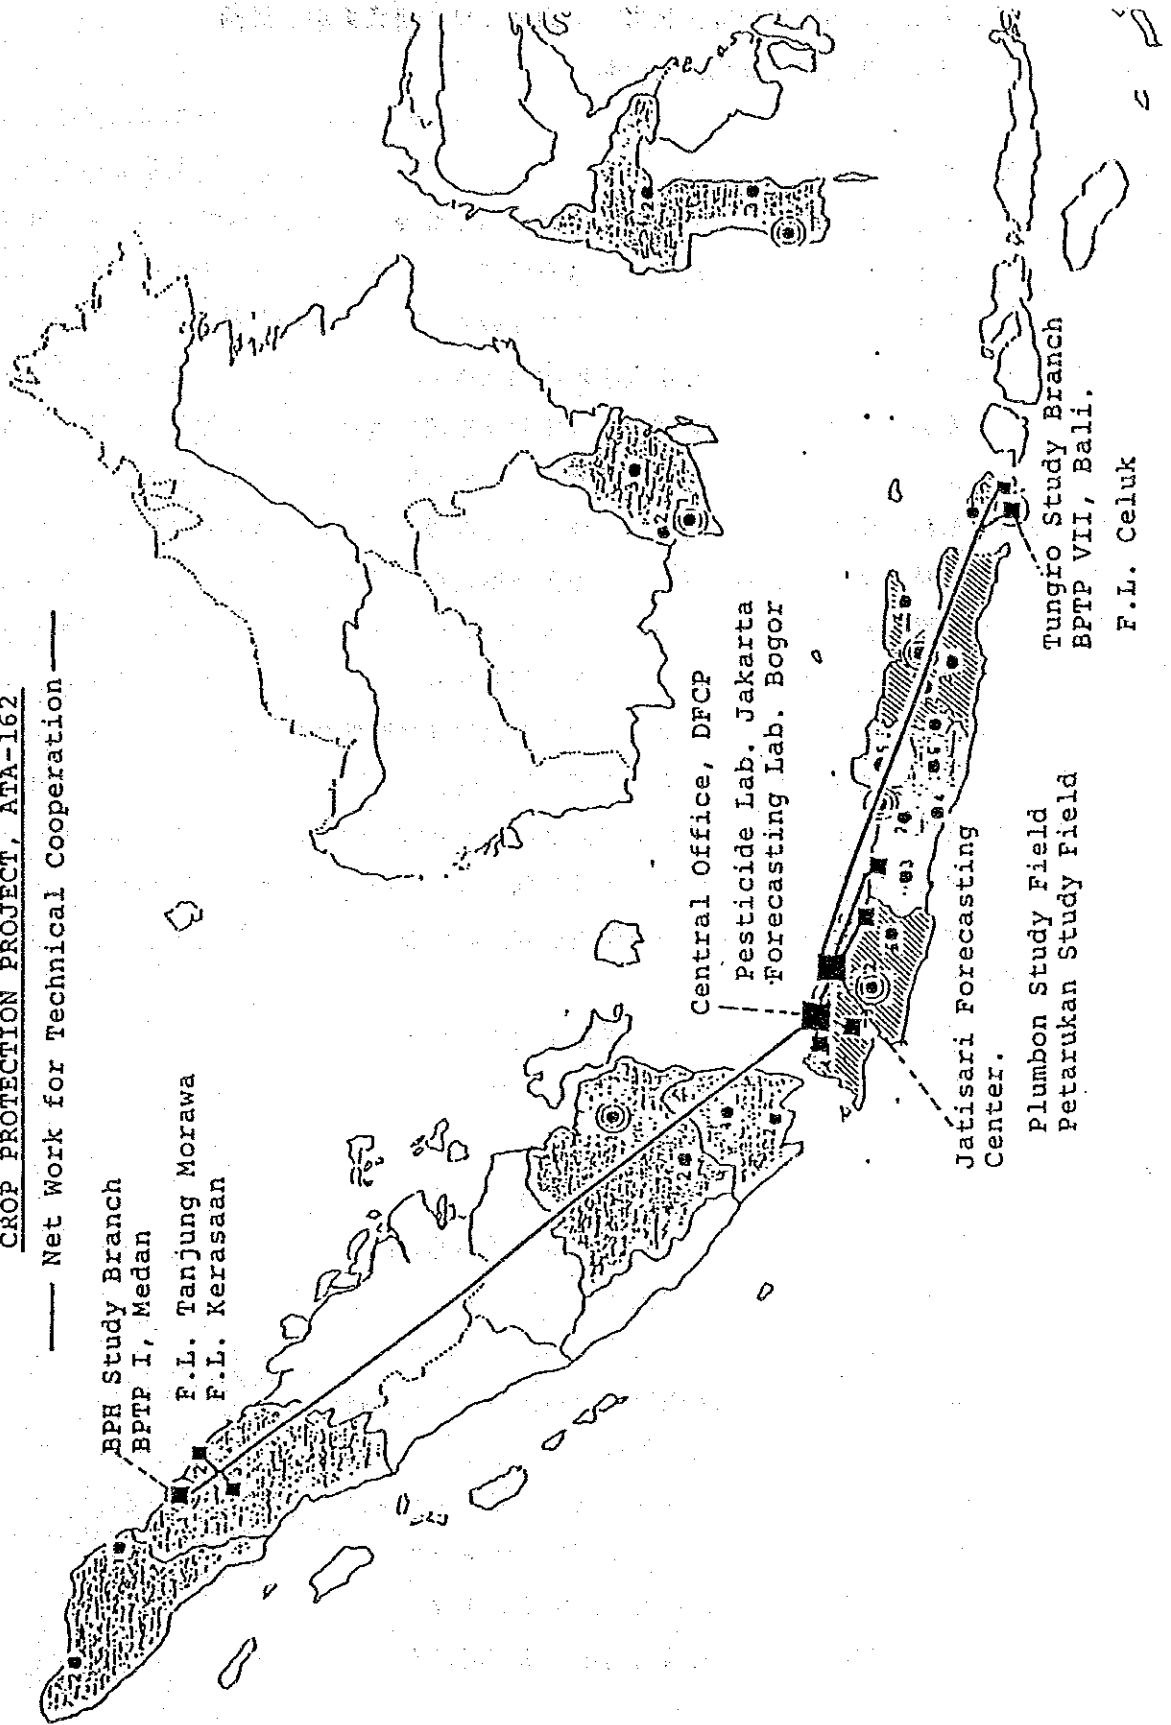 CROP PROTECTION PROJECT, ATA-162
Net Work for Technical Cooperation
BPH Study Branch
BPTP I, Medan
F.L. Tanjung Morawa
F.L. Kerasaan
Central Office, DFCP
Pesticide Lab. Jakarta
Forecasting Lab. Bogor
Jatisari Forecasting
Center.
Plumbon Study Field
Petarukan Study Field
Tungro Study Branch
BPTP VII, Bali.
F.L. Celuk